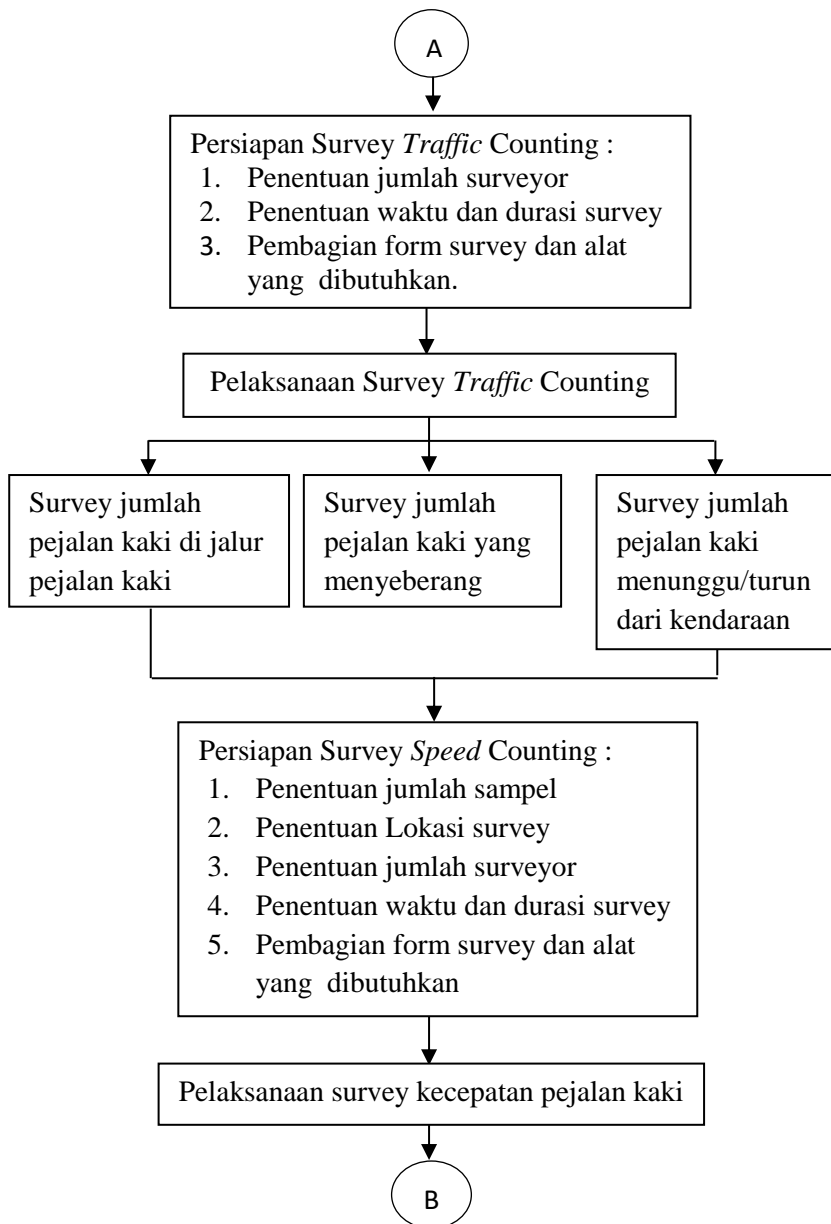 A
Persiapan Survey Traffic Counting :
1. Penentuan jumlah surveyor
2. Penentuan waktu dan durasi survey
3. Pembagian form survey dan alat
yang dibutuhkan.
Pelaksanaan Survey Traffic Counting
Survey jumlah
pejalan kaki di jalur
pejalan kaki
Survey jumlah
pejalan kaki yang
menyeberang
Survey jumlah
pejalan kaki
menunggu/turun
dari kendaraan
Persiapan Survey Speed Counting :
1. Penentuan jumlah sampel
2. Penentuan Lokasi survey
3. Penentuan jumlah surveyor
4. Penentuan waktu dan durasi survey
5. Pembagian form survey dan alat
yang dibutuhkan
Pelaksanaan survey kecepatan pejalan kaki
B